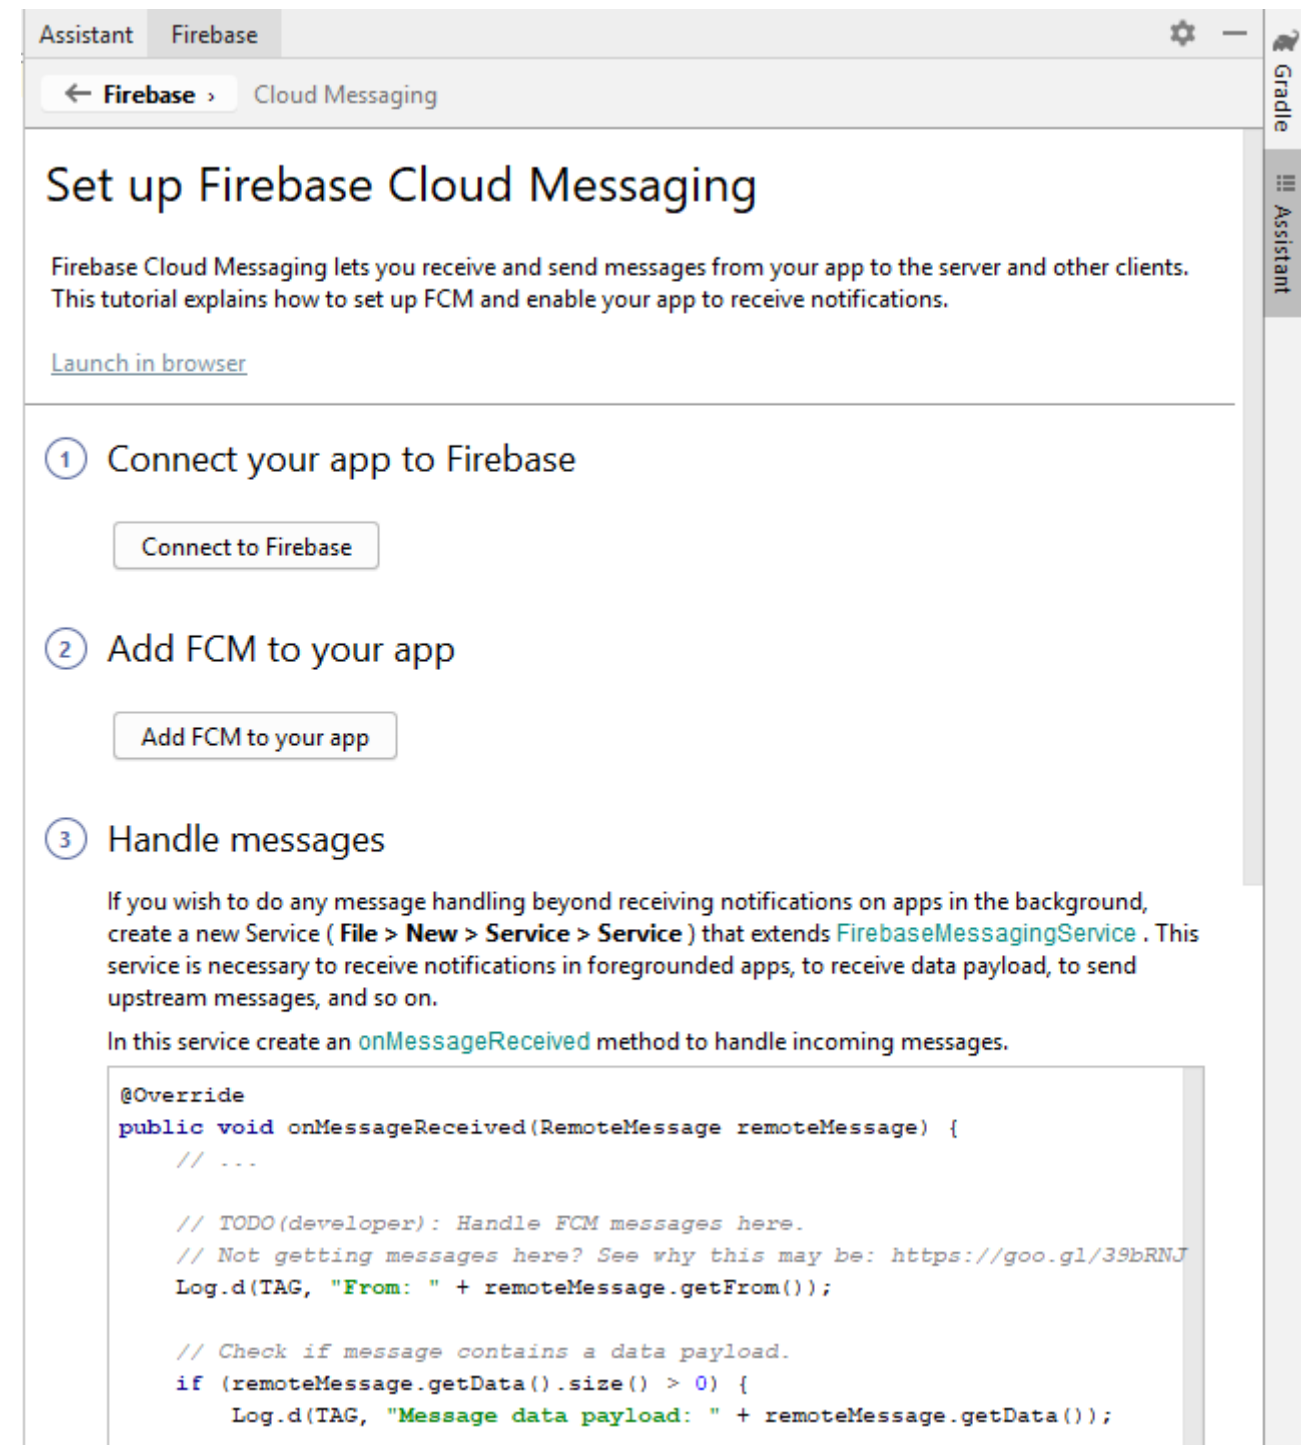 Assistant Firebase
← Firebase › Cloud Messaging
Gradle
Assistant
Set up Firebase Cloud Messaging
Firebase Cloud Messaging lets you receive and send messages from your app to the server and other clients.
This tutorial explains how to set up FCM and enable your app to receive notifications.
Launch in browser
1 Connect your app to Firebase
Connect to Firebase
2 Add FCM to your app
Add FCM to your app
3 Handle messages
If you wish to do any message handling beyond receiving notifications on apps in the background,
create a new Service ( File > New > Service > Service ) that extends FirebaseMessagingService . This
service is necessary to receive notifications in foregrounded apps, to receive data payload, to send
upstream messages, and so on.
In this service create an onMessageReceived method to handle incoming messages.
@Override
public void onMessageReceived(RemoteMessage remoteMessage) {
// ...
// TODO(developer): Handle FCM messages here.
// Not getting messages here? See why this may be: https://goo.gl/39bRNJ
Log.d(TAG, "From: " + remoteMessage.getFrom());
// Check if message contains a data payload.
if (remoteMessage.getData().size() > 0) {
Log.d(TAG, "Message data payload: " + remoteMessage.getData());